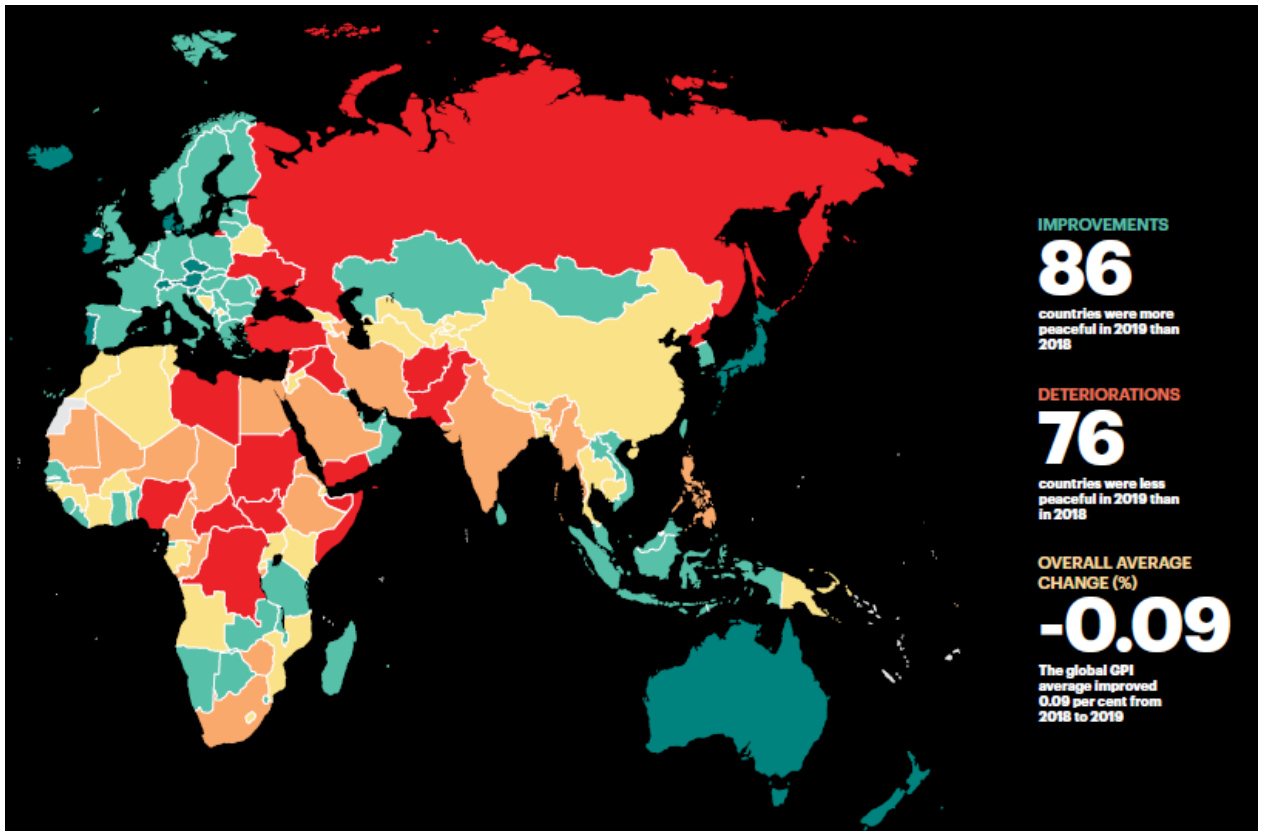 IMPROVEMENTS
86
countries were more
peaceful in 2019 than
2018
DETERIORATIONS
76
countries were less
peaceful in 2019 than
in 2018
OVERALL AVERAGE
CHANGE (%)
-0.09
The global GPI
average improved
0.09 per cent from
2018 to 2019